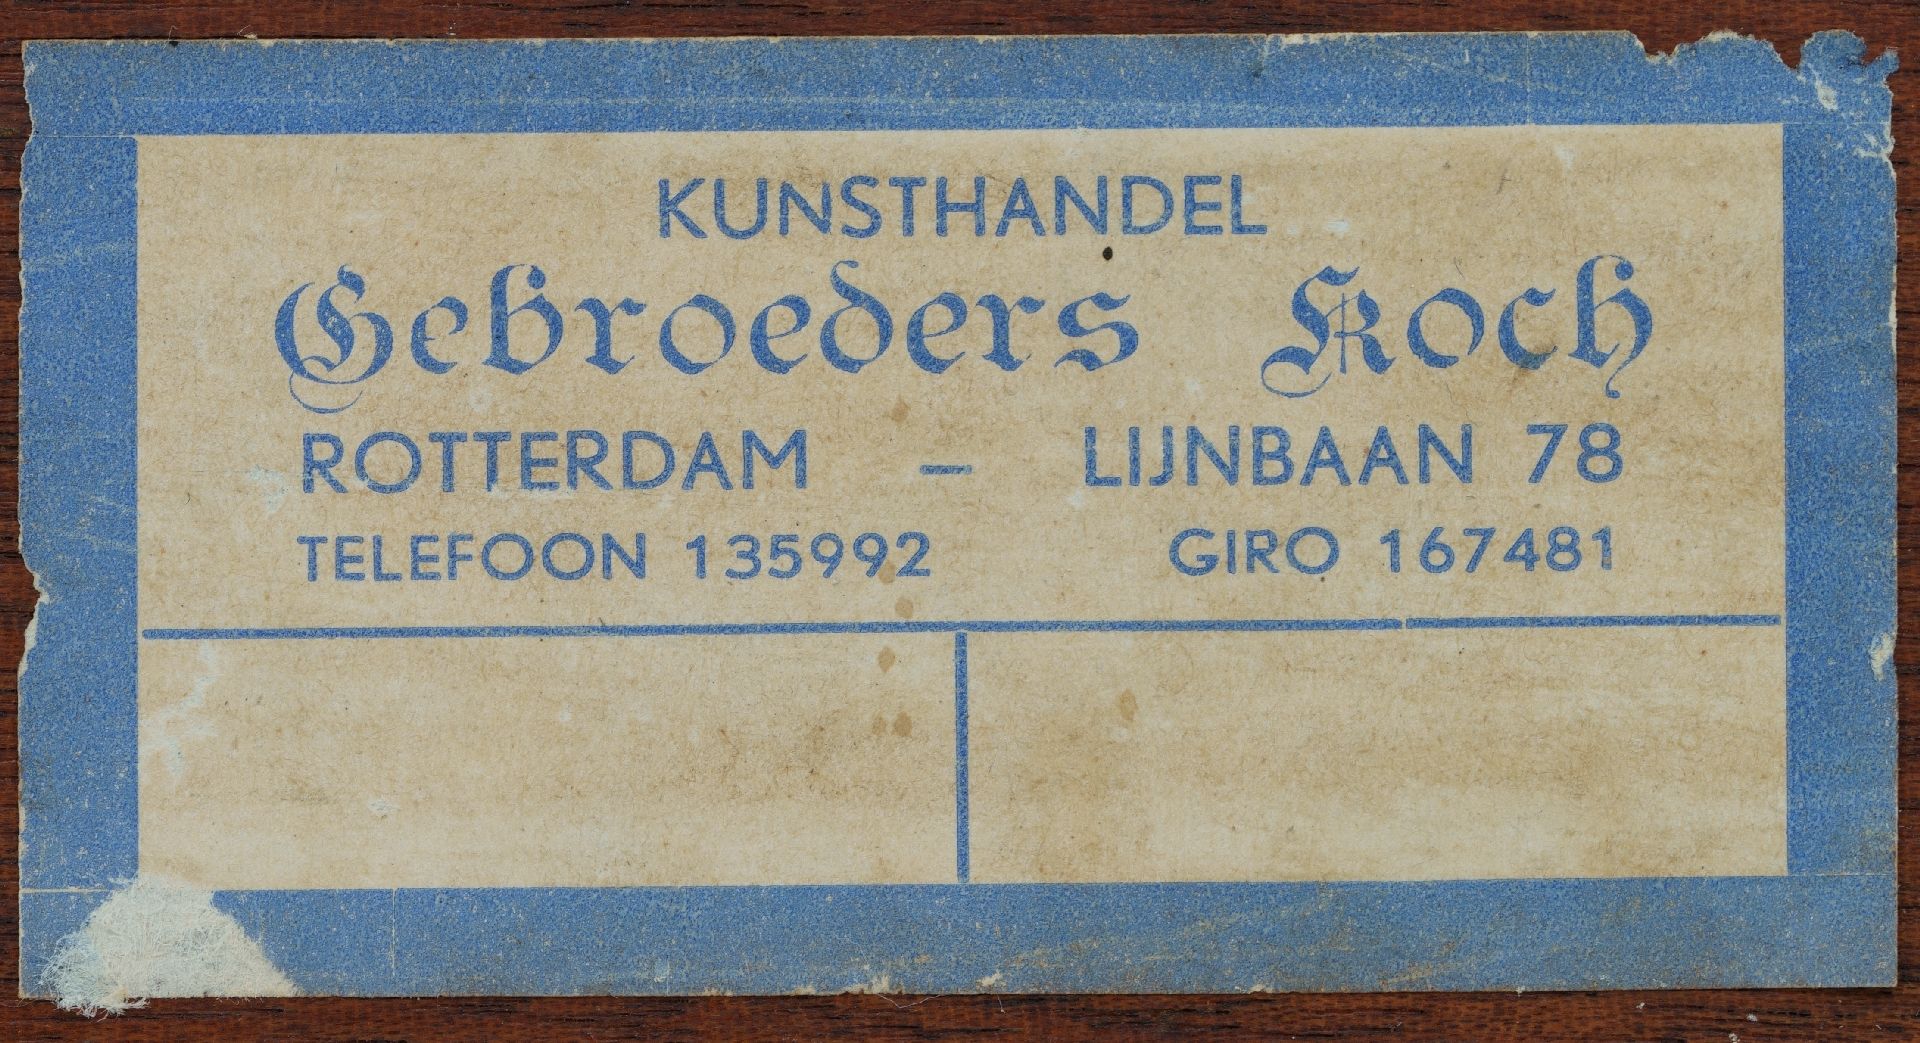 KUNSTHANDEL
Gebroeders Koch
ROTTERDAM – LIJNBAAN 78
TELEFOON 135992 GIRO 167481